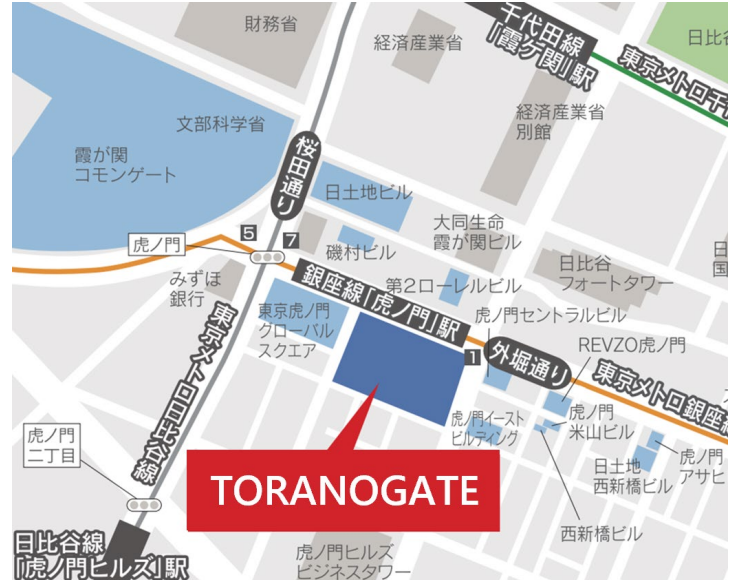 財務省
経済産業省
千代田線
「霞ケ関」駅
東京メトロ千
日比
文部科学省
経済産業省
別館
霞が関
コモンゲート
桜田通り
日土地ビル
大同生命
霞が関ビル
5
7
虎ノ門
磯村ビル
日比谷
フォートタワー
日
国
みずほ
銀行
銀座線「虎ノ門」駅
第2ローレルビル
東京虎ノ門
グローバル
スクエア
虎ノ門セントラルビル
1
外堀通り
REVZO虎ノ門
東京メトロ銀座
東京メトロ日比谷線
虎ノ門イースト
ビルディング
虎ノ門
米山ビル
虎ノ門
二丁目
日土地
西新橋ビル
虎ノ門
アサヒ
TORANOGATE
西新橋ビル
日比谷線
「虎ノ門ヒルズ」駅
虎ノ門ヒルズ
ビジネスタワー